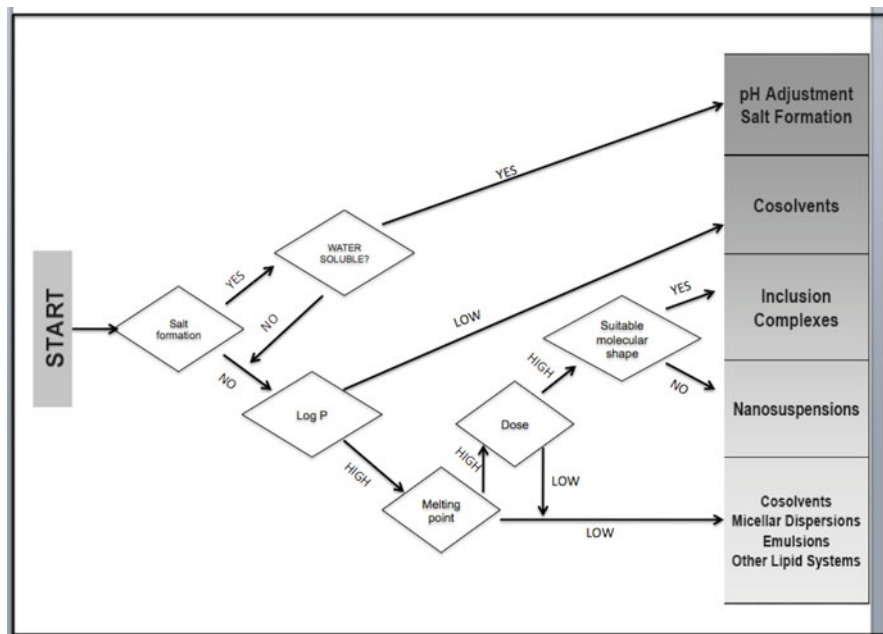 START
Salt
formation
YES
NO
WATER
SOLUBLE?
YES
NO
Log P
LOW
HIGH
Melting
point
HIGH
LOW
Dose
HIGH
LOW
Suitable
molecular
shape
YES
NO
pH Adjustment
Salt Formation
Cosolvents
Inclusion
Complexes
Nanosuspensions
Cosolvents
Micellar Dispersions
Emulsions
Other Lipid Systems